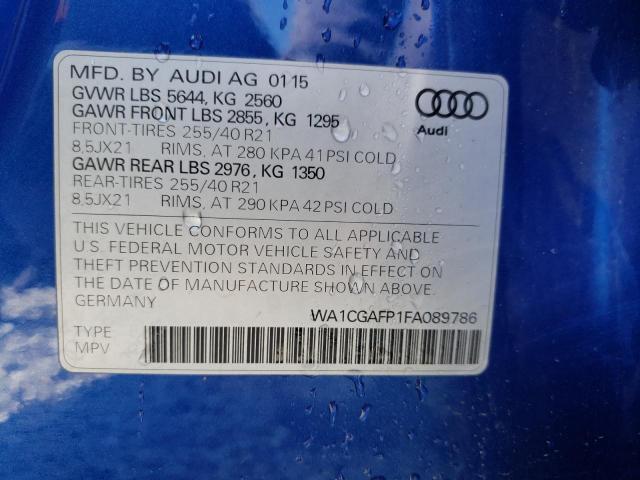 MFD. BY AUDI AG 01 15
GVWR LBS 5644, KG 2560
GAWR FRONT LBS 2855, KG 1295
FRONT-TIRES 255/40 R21
8,5JX21 RIMS, AT 280 KPA 41 PSI COLD
GAWR REAR LBS 2976, KG 1350
REAR-TIRES 255/40 R21
8,5JX21 RIMS, AT 290 KPA 42 PSI COLD
Audi
THIS VEHICLE CONFORMS TO ALL APPLICABLE
U.S. FEDERAL MOTOR VEHICLE SAFETY AND
THEFT PREVENTION STANDARDS IN EFFECT ON
THE DATE OF MANUFACTURE SHOWN ABOVE.
GERMANY
WA1CGAFP1FA089786
TYPE
MPV